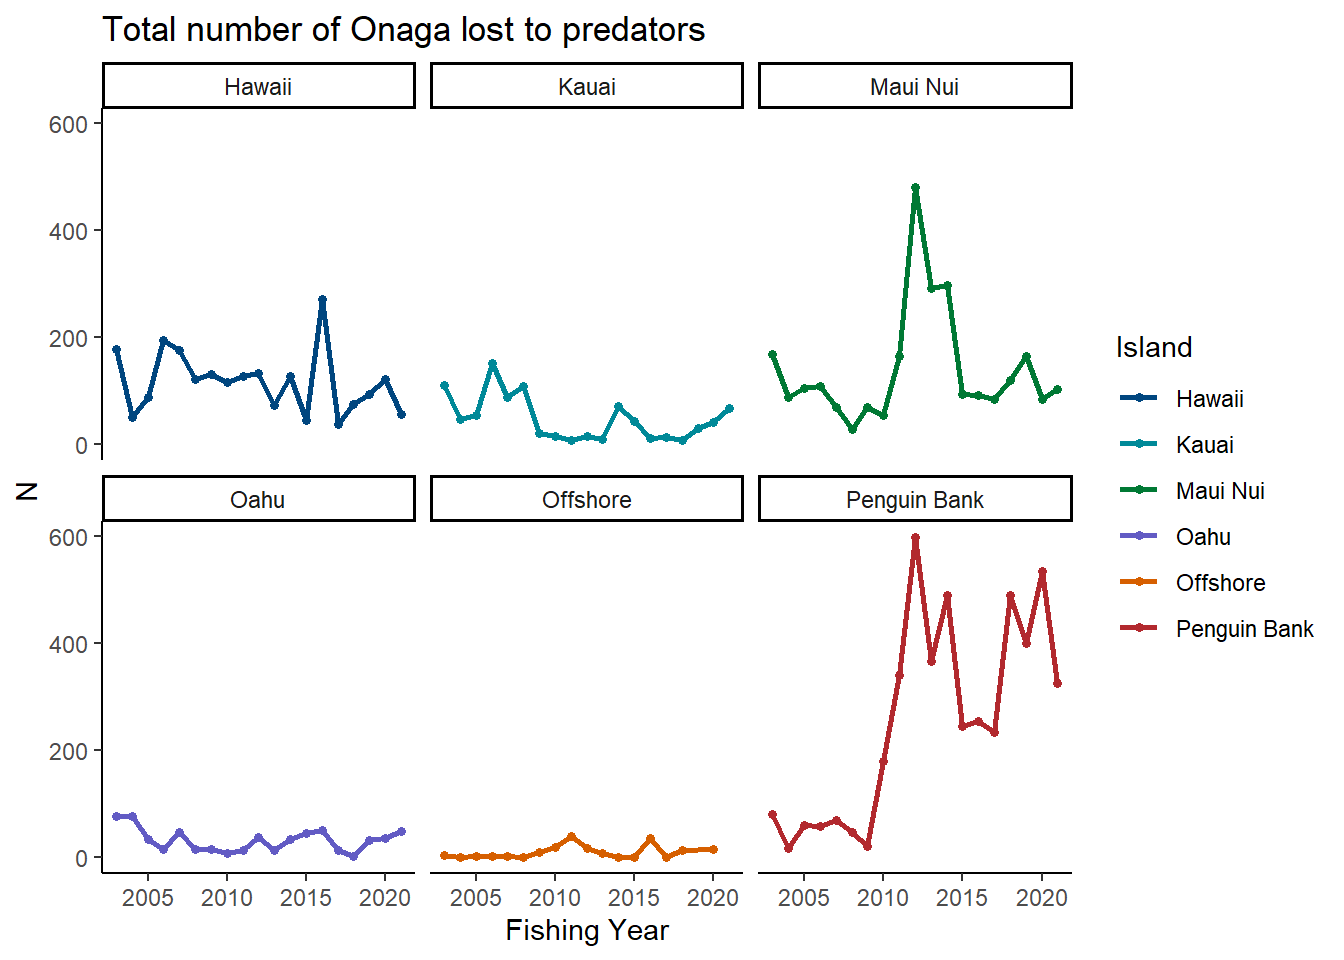 Total number of Onaga lost to predators
Hawaii
Kauai
Maui Nui
600
400
200
0
Oahu
Offshore
Penguin Bank
600
400
200
0
N
2005
2010
2015
2020
2005
2010
2015
2020
2005
2010
2015
2020
Fishing Year
Island
Hawaii
Kauai
Maui Nui
Oahu
Offshore
Penguin Bank